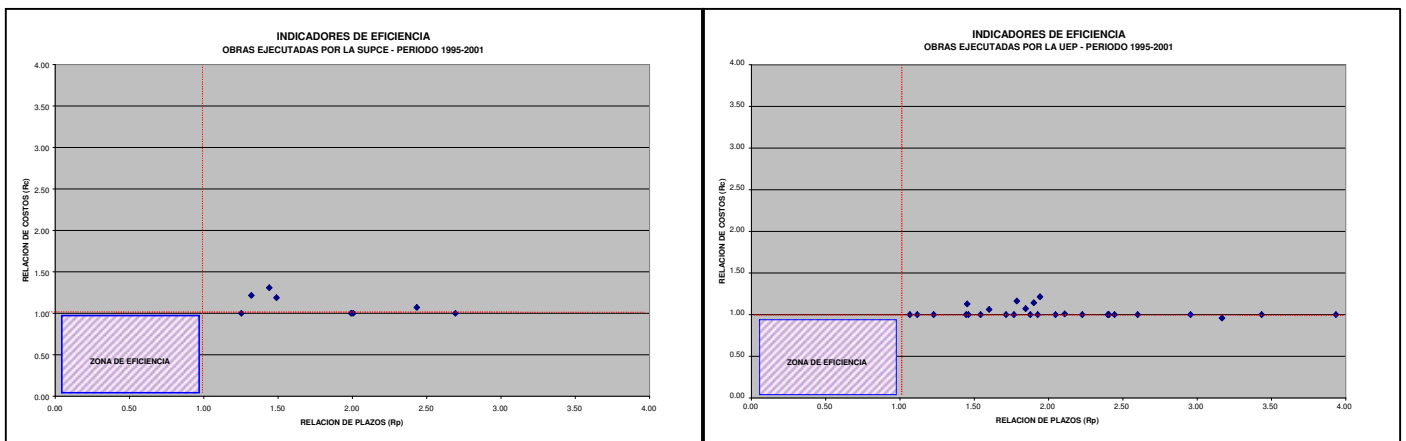 INDICADORES DE EFICIENCIA
OBRAS EJECUTADAS POR LA SUPCE - PERIODO 1995-2001
RELACION DE COSTOS (Rc)
4.00
3.50
3.00
2.50
2.00
1.50
1.00
0.50
0.00
ZONA DE EFICIENCIA
0.00 0.50 1.00 1.50 2.00 2.50 3.00 3.50 4.00
RELACION DE PLAZOS (Rp)
INDICADORES DE EFICIENCIA
OBRAS EJECUTADAS POR LA UEP - PERIODO 1995-2001
RELACION DE COSTOS (Rc)
4.00
3.50
3.00
2.50
2.00
1.50
1.00
0.50
0.00
ZONA DE EFICIENCIA
0.00 0.50 1.00 1.50 2.00 2.50 3.00 3.50 4.00
RELACION DE PLAZOS (Rp)